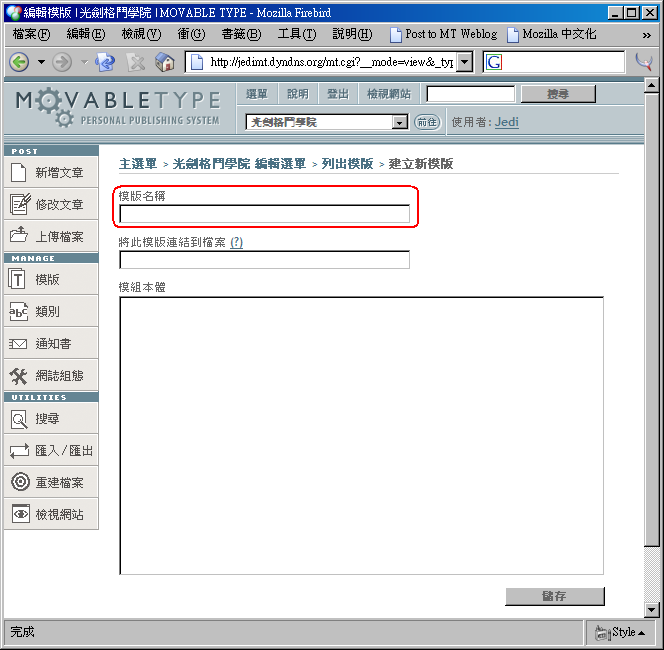 編輯模版 | 光劍格鬥學院 | MOVABLE TYPE - Mozilla Firebird
檔案(F) 編輯(E) 檢視(V) 衝(G) 書籤(B) 工具(T) 說明(H) Post to MT Weblog Mozilla 中文化 »
http://jedimt.dyndns.org/mt.cgi?__mode=view&_typ G
MOVABLETYPE
PERSONAL PUBLISHING SYSTEM
選單 說明 登出 檢視網站 搜尋
光劍格鬥學院 前往 使用者: Jedi
POST
新增文章
修改文章
上傳檔案
MANAGE
模版
類別
通知書
網誌組態
UTILITIES
搜尋
匯入/匯出
重建檔案
檢視網站
主選單 > 光劍格鬥學院 編輯選單 > 列出模版 > 建立新模版
模版名稱
將此模版連結到檔案 (?)
模組本體
儲存
完成
Style